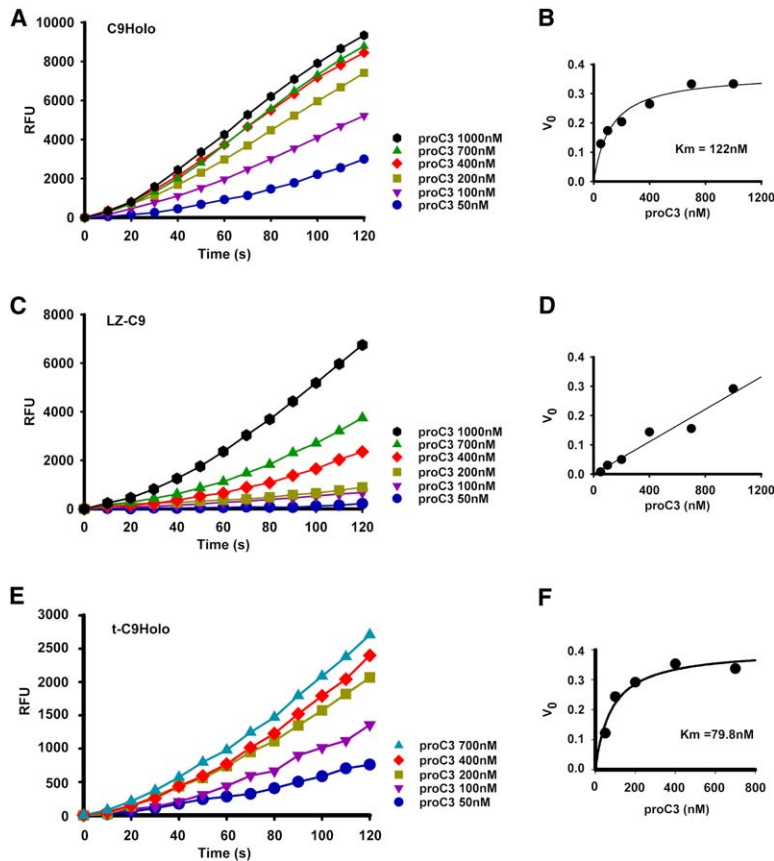 A
C9Holo
10000
8000
6000
4000
2000
0
RFU
0 20 40 60 80 100 120
Time (s)
proC3 1000nM
proC3 700nM
proC3 400nM
proC3 200nM
proC3 100nM
proC3 50nM
B
0.4
0.3
0.2
0.1
0.0
V0
Km = 122nM
0 400 800 1200
proC3 (nM)
C
LZ-C9
8000
6000
4000
2000
0
RFU
0 20 40 60 80 100 120
Time (s)
proC3 1000nM
proC3 700nM
proC3 400nM
proC3 200nM
proC3 100nM
proC3 50nM
D
0.4
0.3
0.2
0.1
0.0
V0
0 400 800 1200
proC3 (nM)
E
t-C9Holo
3000
2500
2000
1500
1000
500
0
RFU
0 20 40 60 80 100 120
Time (s)
proC3 700nM
proC3 400nM
proC3 200nM
proC3 100nM
proC3 50nM
F
0.4
0.3
0.2
0.1
0.0
V0
Km =79.8nM
0 200 400 600 800
proC3 (nM)